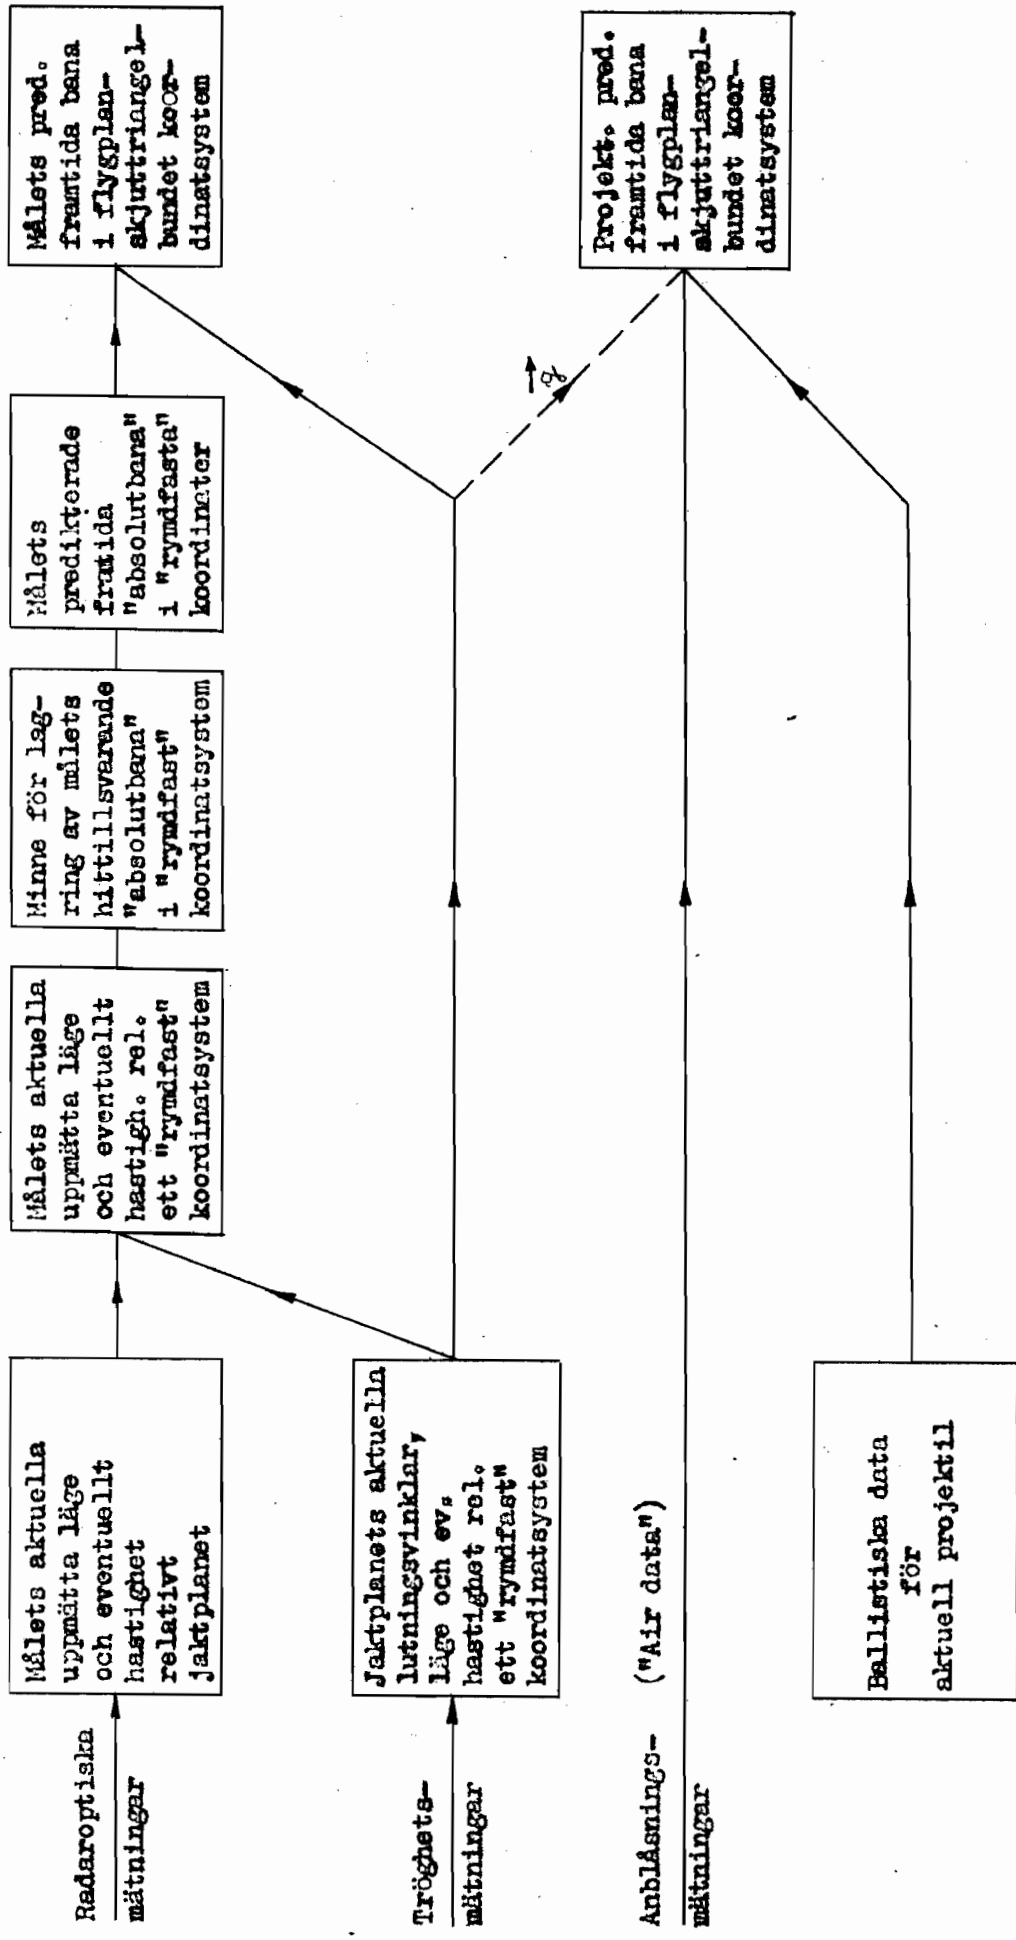 Radaroptiska
mätningar
Målets aktuella
uppmätta läge
och eventuellt
hastighet
relativt
jaktplanet
Målets aktuella
uppmätta läge
och eventuellt
hastigh. rel.
ett "rymdfast"
koordinatsystem
Minne för lag-
ring av målets
hittillsvarande
"absolutbana"
i "rymdfast"
koordinatsystem
Målets
predikterade
framtida
"absolutbana"
i "rymdfasta"
koordinater
Målets pred.
framtida bana
i flygplan-
skjuttriangel-
bundet koor-
dinatsystem
Tröghets-
mätningar
Jaktplanets aktuella
lutningsvinklar,
läge och ev.
hastighet rel.
ett "rymdfast"
koordinatsystem
g
Anblåsnings- ("Air data")
mätningar
Projekt. pred.
framtida bana
i flygplan-
skjuttriangel-
bundet koor-
dinatsystem
Ballistiska data
för
aktuell projektil